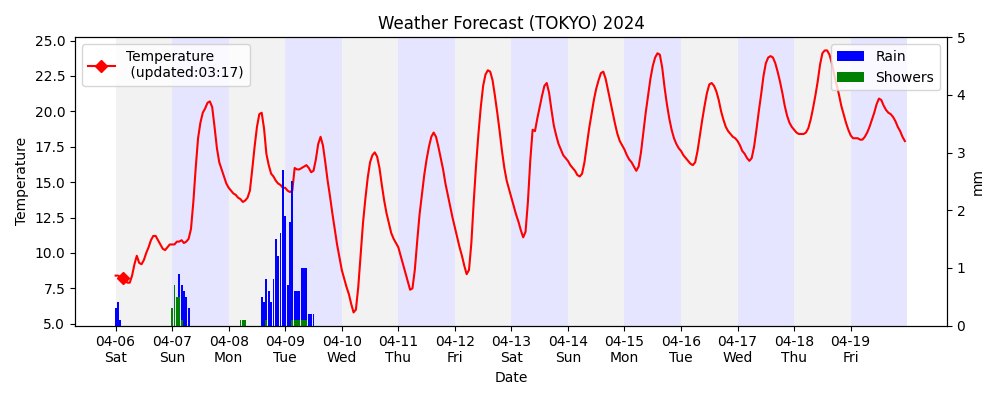 Weather Forecast (TOKYO) 2024
Temperature
(updated:03:17)
Rain
Showers
25.0
22.5
20.0
17.5
15.0
12.5
10.0
7.5
5.0
Temperature
5
4
3
2
1
0
mm
04-06 04-07 04-08 04-09 04-10 04-11 04-12 04-13 04-14 04-15 04-16 04-17 04-18 04-19
Sat Sun Mon Tue Wed Thu Fri Sat Sun Mon Tue Wed Thu Fri
Date